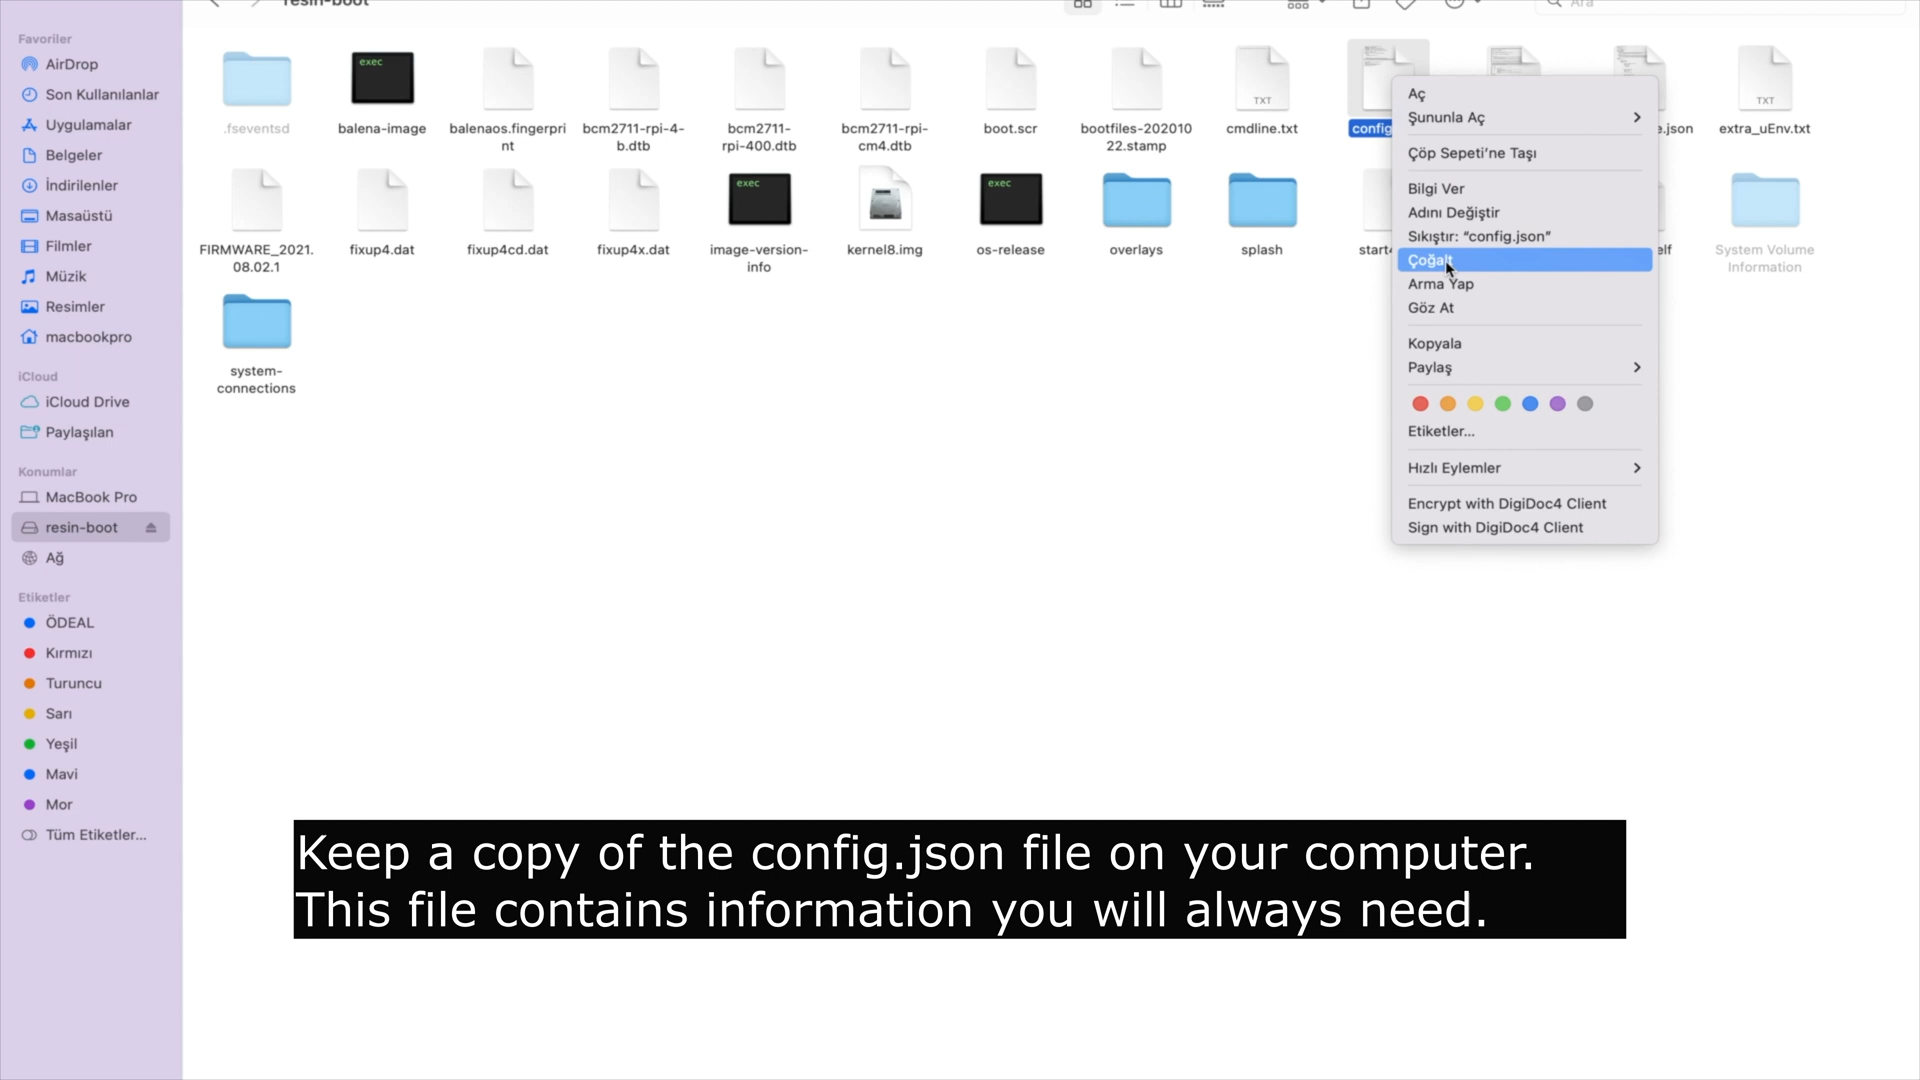 resin-boot
Ara
Favoriler
AirDrop
Son Kullanılanlar
Uygulamalar
Belgeler
İndirilenler
Masaüstü
Filmler
Müzik
Resimler
macbookpro
iCloud
iCloud Drive
Paylaşılan
Konumlar
MacBook Pro
resin-boot
Ağ
Etiketler
ÖDEAL
Kırmızı
Turuncu
Sarı
Yeşil
Mavi
Mor
Tüm Etiketler...
exec
TXT
TXT
.fseventsd
balena-image
balenaos.fingerpri
nt
bcm2711-rpi-4-
b.dtb
bcm2711-
rpi-400.dtb
bcm2711-rpi-
cm4.dtb
boot.scr
bootfiles-202010
22.stamp
cmdline.txt
config
e.json
extra_uEnv.txt
exec
exec
FIRMWARE_2021.
08.02.1
fixup4.dat
fixup4cd.dat
fixup4x.dat
image-version-
info
kernel8.img
os-release
overlays
splash
start4
elf
System Volume
Information
system-
connections
Aç
Şununla Aç
Çöp Sepeti’ne Taşı
Bilgi Ver
Adını Değiştir
Sıkıştır: “config.json”
Çoğalt
Arma Yap
Göz At
Kopyala
Paylaş
Etiketler...
Hızlı Eylemler
Encrypt with DigiDoc4 Client
Sign with DigiDoc4 Client
Keep a copy of the config.json file on your computer.
This file contains information you will always need.